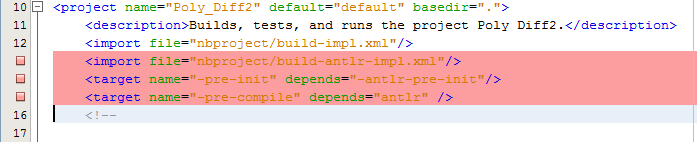 10 <project name="Poly_Diff2" default="default" basedir=".">
11 <description>Builds, tests, and runs the project Poly Diff2.</description>
12 <import file="nbproject/build-impl.xml"/>
<import file="nbproject/build-antlr-impl.xml"/>
<target name="-pre-init" depends="-antlr-pre-init"/>
<target name="-pre-compile" depends="antlr" />
16 <!--
17